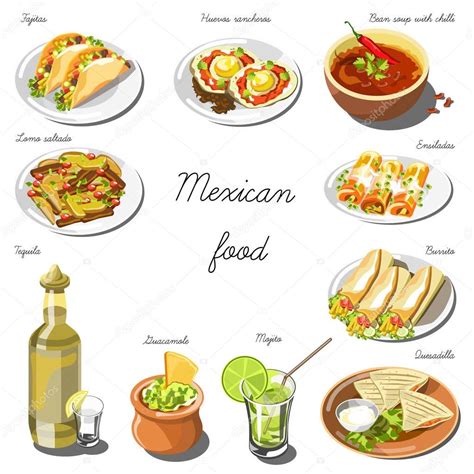 Fajitas
Huevos rancheros
Bean soup with chilli
Lomo saltado
Ensiladas
Mexican
food
Tequila
Burrito
Guacamole
Mojito
Quesadilla